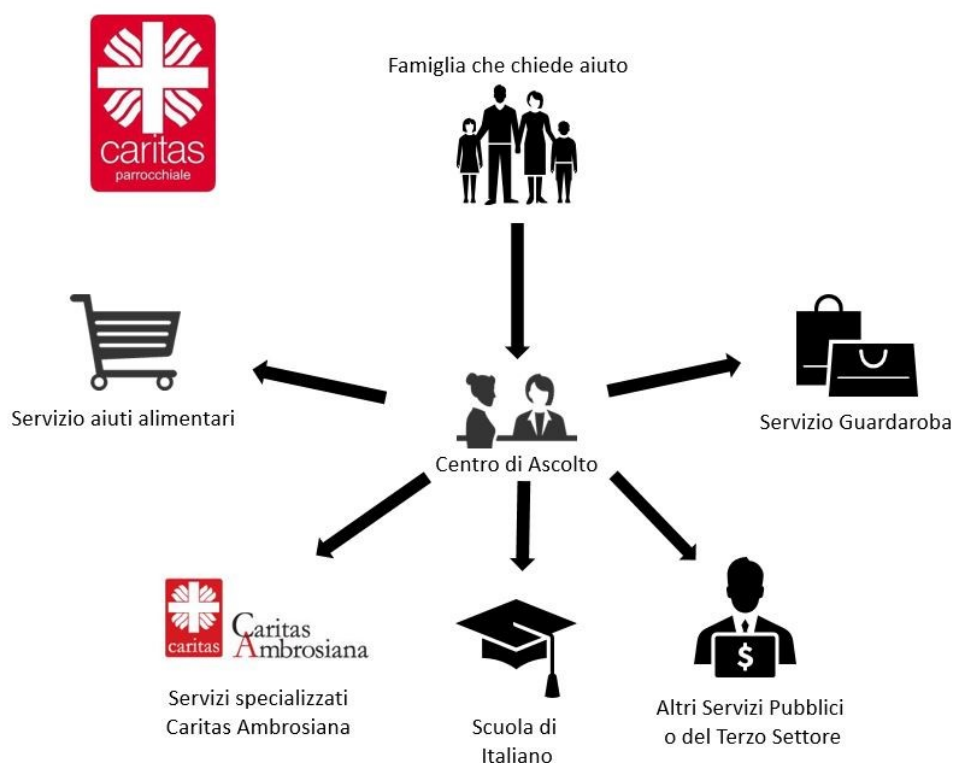 caritas
parrocchiale
Famiglia che chiede aiuto
Servizio aiuti alimentari
Servizio Guardaroba
Centro di Ascolto
caritas
Caritas
Ambrosiana
Servizi specializzati
Caritas Ambrosiana
Scuola di
Italiano
$
Altri Servizi Pubblici
o del Terzo Settore